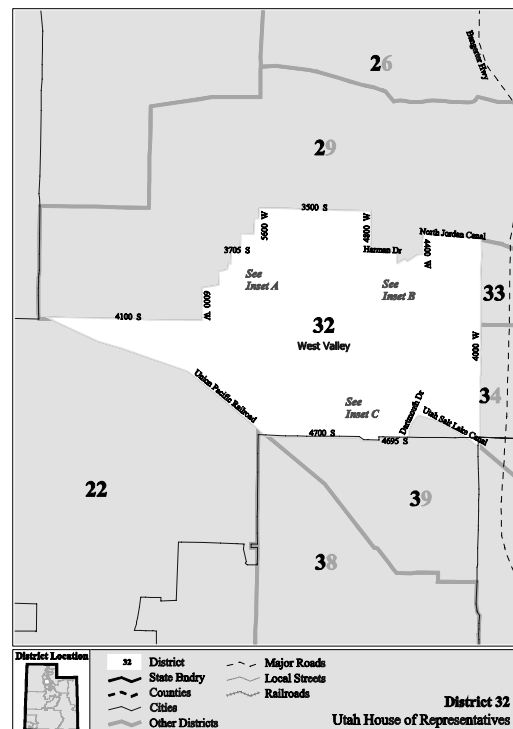 26
Bangerter Hwy
29
3500 S
5600 W
4800 W
North Jordan Canal
3705 S
Harman Dr
4400 W
See
Inset A
See
Inset B
33
6000 W
4100 S
32
West Valley
4000 W
34
Union Pacific Railroad
See
Inset C
Dartmouth Dr
Utah Salt Lake Canal
4700 S
4695 S
22
39
38
District Location
32 District
State Bndry
Counties
Cities
Other Districts
Major Roads
Local Streets
Railroads
District 32
Utah House of Representatives